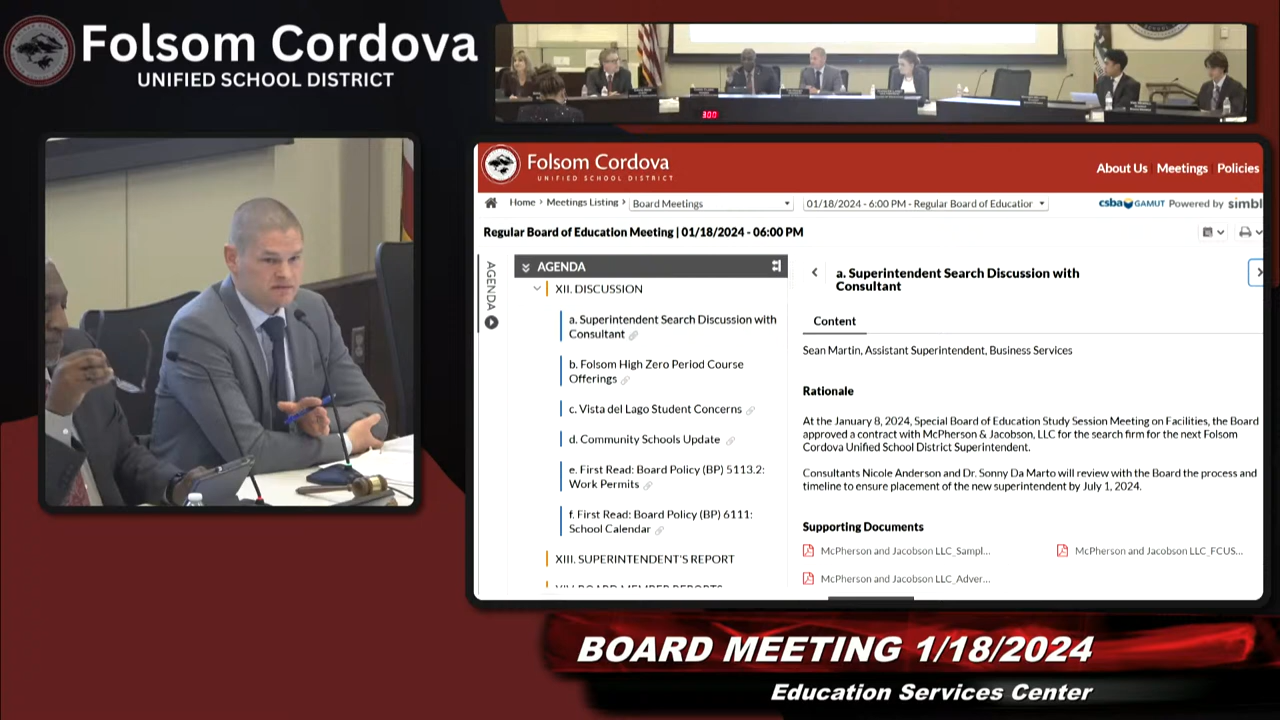 Folsom Cordova
UNIFIED SCHOOL DISTRICT
3:00
Folsom Cordova
UNIFIED SCHOOL DISTRICT
About Us Meetings Policies
Home > Meetings Listing > Board Meetings
01/18/2024 - 6:00 PM - Regular Board of Education
csba GAMUT Powered by simbl
Regular Board of Education Meeting | 01/18/2024 - 06:00 PM
AGENDA
AGENDA
XII. DISCUSSION
a. Superintendent Search Discussion with
Consultant
b. Folsom High Zero Period Course
Offerings
c. Vista del Lago Student Concerns
d. Community Schools Update
e. First Read: Board Policy (BP) 5113.2:
Work Permits
f. First Read: Board Policy (BP) 6111:
School Calendar
XIII. SUPERINTENDENT'S REPORT
XIV. BOARD MEMBER REPORTS
a. Superintendent Search Discussion with
Consultant
Content
Sean Martin, Assistant Superintendent, Business Services
Rationale
At the January 8, 2024, Special Board of Education Study Session Meeting on Facilities, the Board
approved a contract with McPherson & Jacobson, LLC for the search firm for the next Folsom
Cordova Unified School District Superintendent.
Consultants Nicole Anderson and Dr. Sonny Da Marto will review with the Board the process and
timeline to ensure placement of the new superintendent by July 1, 2024.
Supporting Documents
McPherson and Jacobson LLC_Sampl...
McPherson and Jacobson LLC_FCUS...
McPherson and Jacobson LLC_Adver...
BOARD MEETING 1/18/2024
Education Services Center